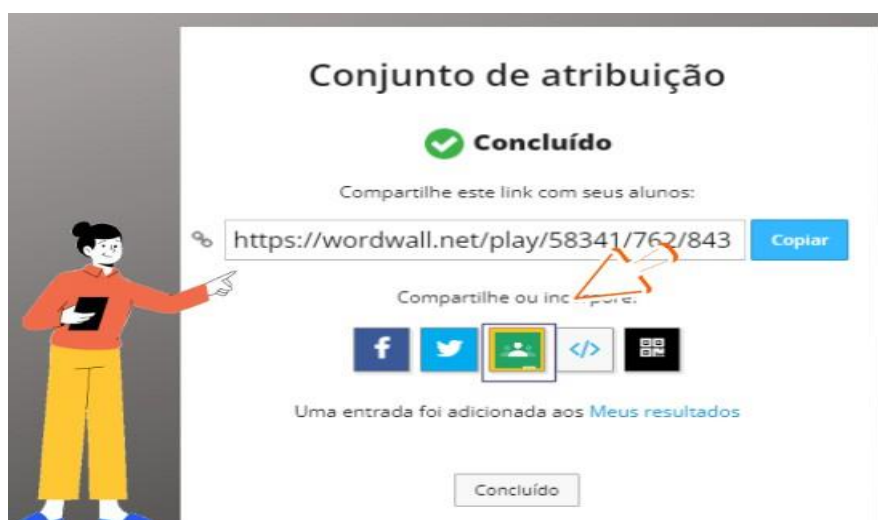 Conjunto de atribuição
Concluído
Compartilhe este link com seus alunos:
https://wordwall.net/play/58341/762/843
Copiar
Compartilhe ou
Uma entrada foi adicionada aos Meus resultados
Concluído